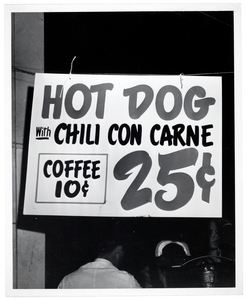 HOT DOG
With CHILI CON CARNE
COFFEE
10¢
25¢